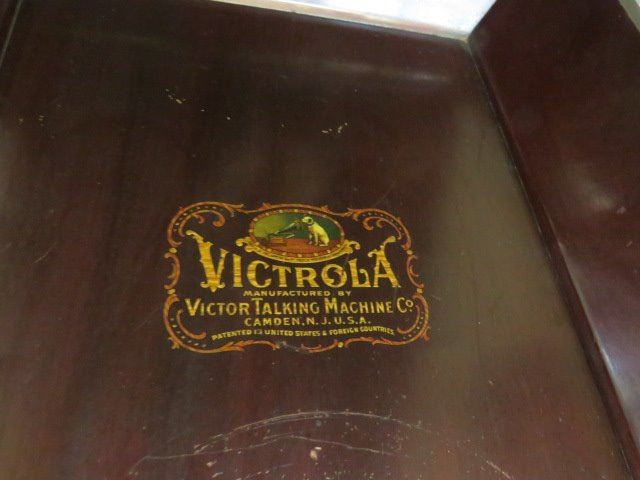 VICTROLA
MANUFACTURED BY
VICTOR TALKING MACHINE CO.
CAMDEN, N.J. U.S.A.
PATENTED IN UNITED STATES & FOREIGN COUNTRIES